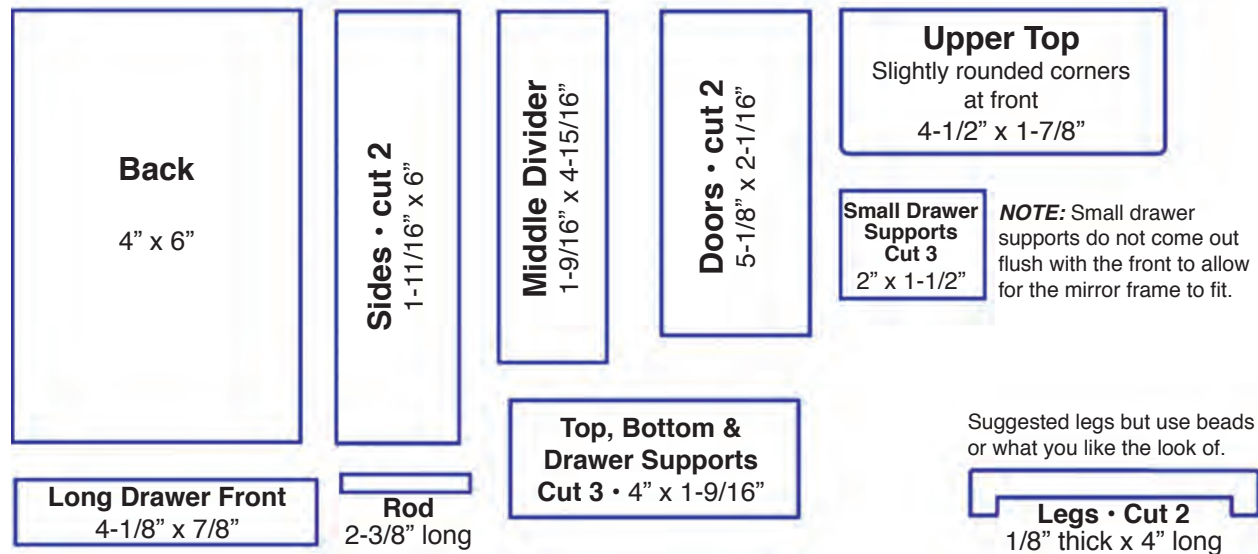 Back
4” x 6”
Sides • cut 2
1-11/16” x 6”
Middle Divider
1-9/16” x 4-15/16”
Doors • cut 2
5-1/8” x 2-1/16”
Upper Top
Slightly rounded corners
at front
4-1/2” x 1-7/8”
Small Drawer
Supports
Cut 3
2” x 1-1/2”
NOTE: Small drawer
supports do not come out
flush with the front to allow
for the mirror frame to fit.
Long Drawer Front
4-1/8” x 7/8”
Rod
2-3/8” long
Top, Bottom &
Drawer Supports
Cut 3 • 4” x 1-9/16”
Suggested legs but use beads
or what you like the look of.
Legs • Cut 2
1/8” thick x 4” long